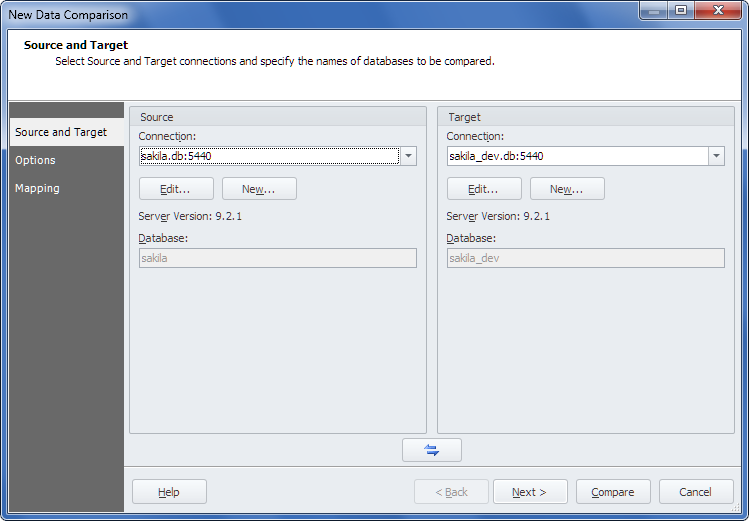 New Data Comparison
Source and Target
Select Source and Target connections and specify the names of databases to be compared.
Source and Target
Options
Mapping
Source
Connection:
sakila.db:5440
Edit...
New...
Server Version: 9.2.1
Database:
sakila
Target
Connection:
sakila_dev.db:5440
Edit...
New...
Server Version: 9.2.1
Database:
sakila_dev
Help
< Back
Next >
Compare
Cancel